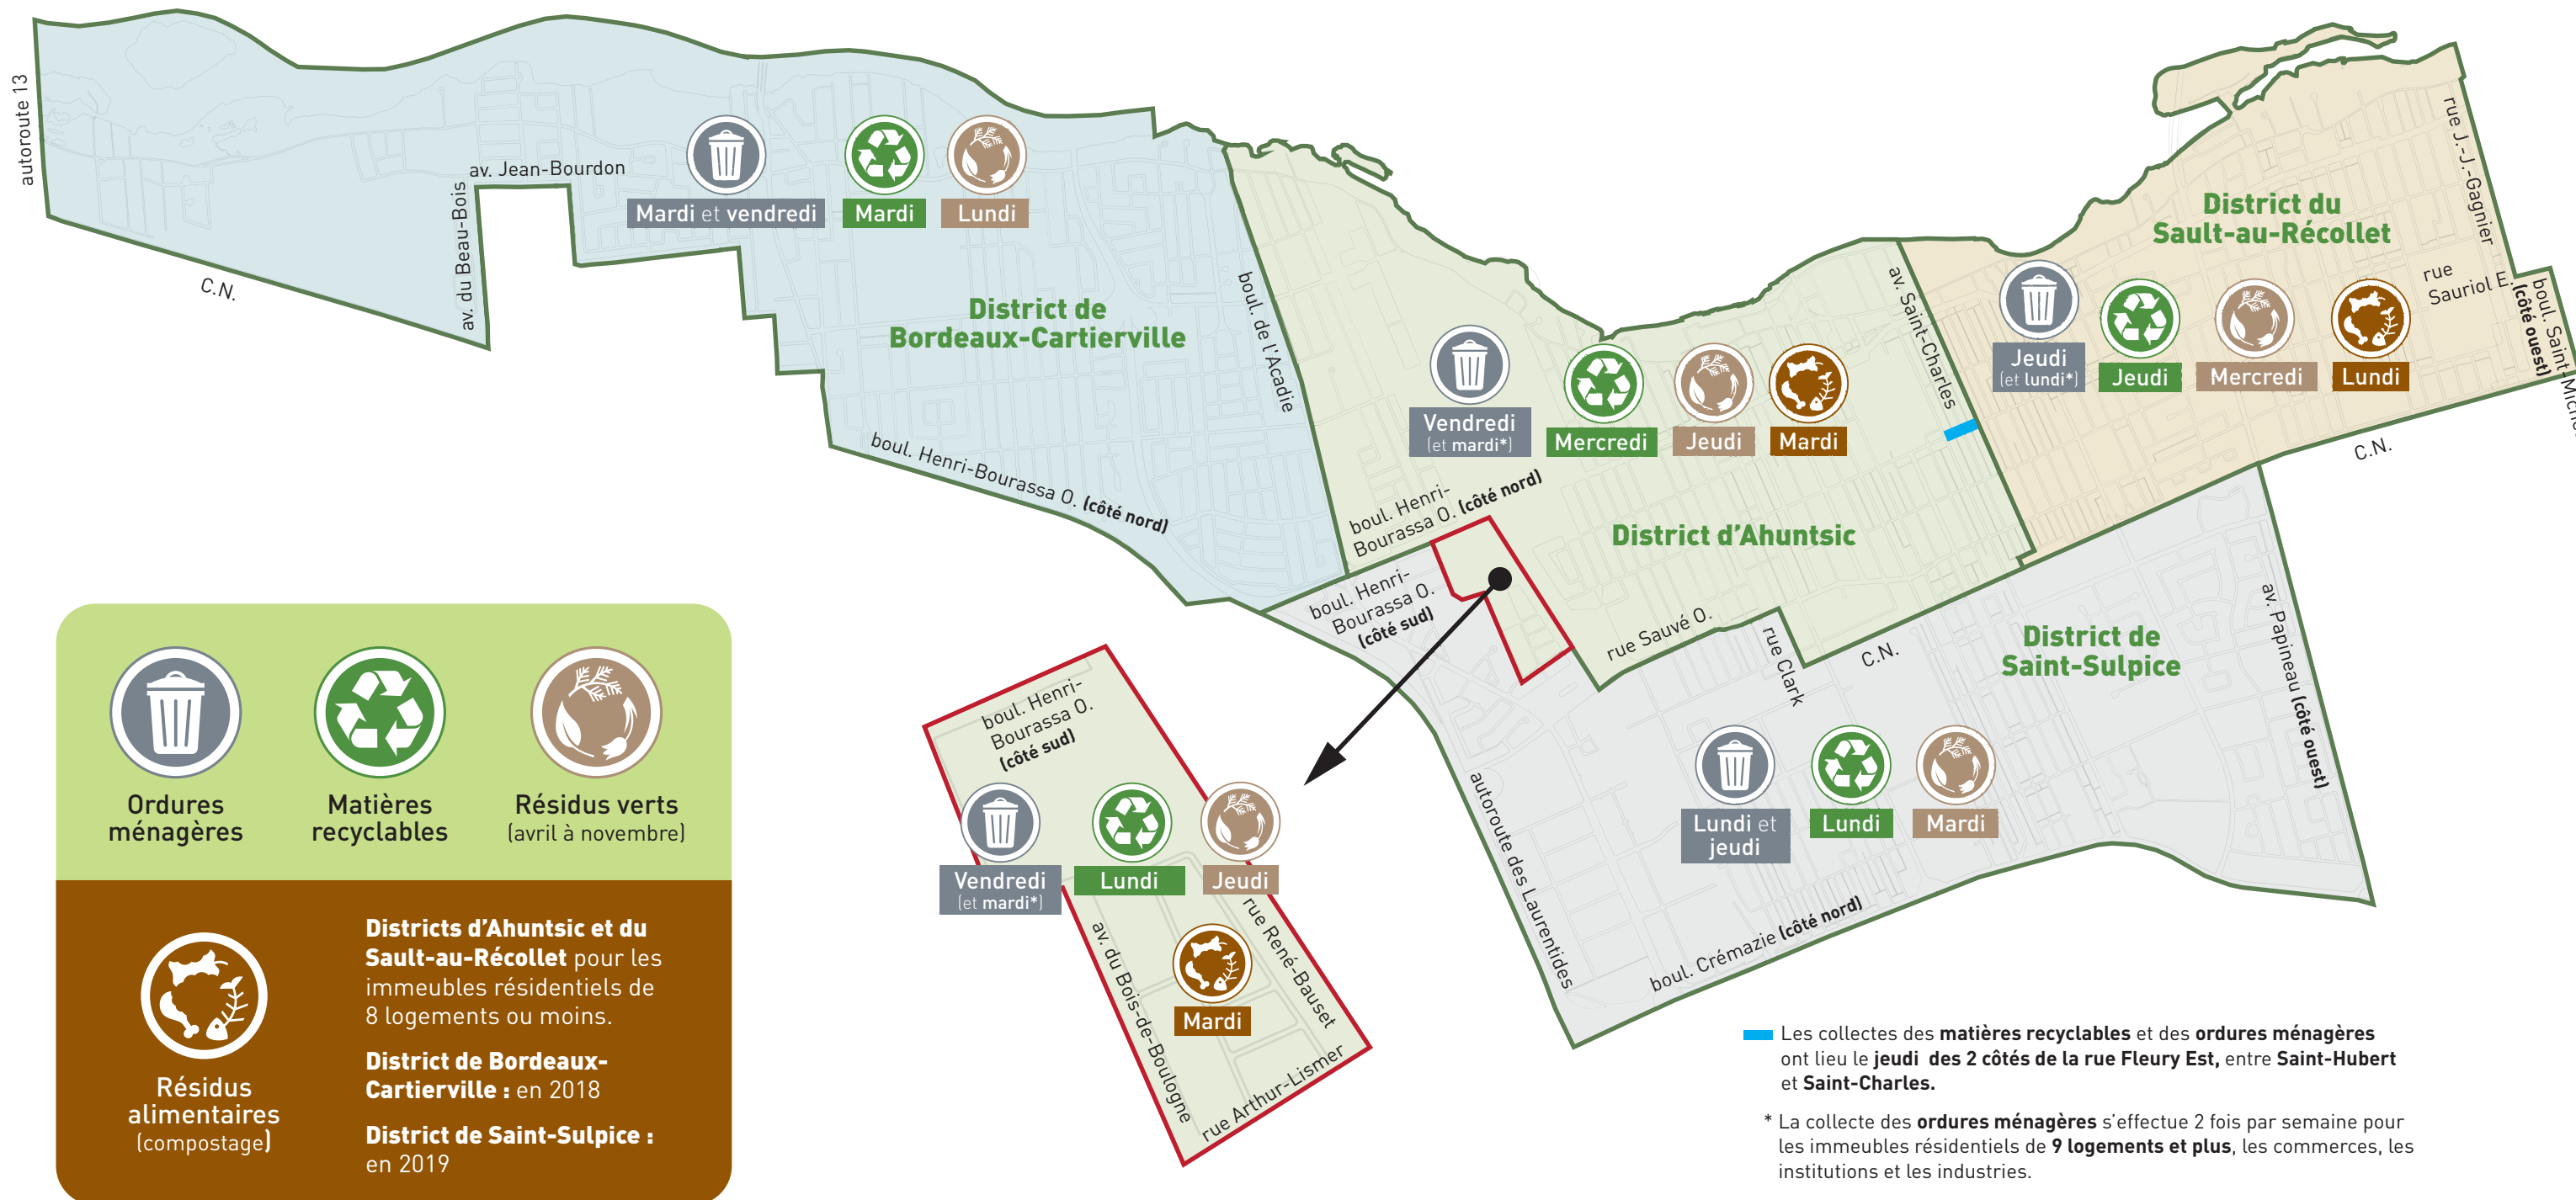 autoroute 13
C.N.
av. du Beau-Bois
av. Jean-Bourdon
Mardi et vendredi
Mardi
Lundi
District de
Bordeaux-Cartierville
boul. Henri-Bourassa O. (côté nord)
boul. de l'Acadie
Vendredi
(et mardi*)
Mercredi
Jeudi
Mardi
boul. Henri-
Bourassa O. (côté nord)
District d'Ahuntsic
av. Saint-Charles
rue Sauvé O.
rue Clark
C.N.
District du
Sault-au-Récollet
Jeudi
(et lundi*)
Jeudi
Mercredi
Lundi
rue J.-J.-Gagnier
rue
Sauriol E.
boul. Saint-Michel
(côté ouest)
C.N.
boul. Henri-
Bourassa O.
(côté sud)
District de
Saint-Sulpice
Lundi et
jeudi
Lundi
Mardi
av. Papineau (côté ouest)
autoroute des Laurentides
boul. Crémazie (côté nord)
boul. Henri-
Bourassa O.
(côté sud)
Vendredi
(et mardi*)
Lundi
Jeudi
Mardi
av. du Bois-de-Boulogne
rue René-Bauset
rue Arthur-Lismer
Ordures
ménagères
Matières
recyclables
Résidus verts
(avril à novembre)
Résidus
alimentaires
(compostage)
Districts d'Ahuntsic et du
Sault-au-Récollet pour les
immeubles résidentiels de
8 logements ou moins.
District de Bordeaux-
Cartierville : en 2018
District de Saint-Sulpice :
en 2019
Les collectes des matières recyclables et des ordures ménagères
ont lieu le jeudi des 2 côtés de la rue Fleury Est, entre Saint-Hubert
et Saint-Charles.
* La collecte des ordures ménagères s'effectue 2 fois par semaine pour
les immeubles résidentiels de 9 logements et plus, les commerces, les
institutions et les industries.